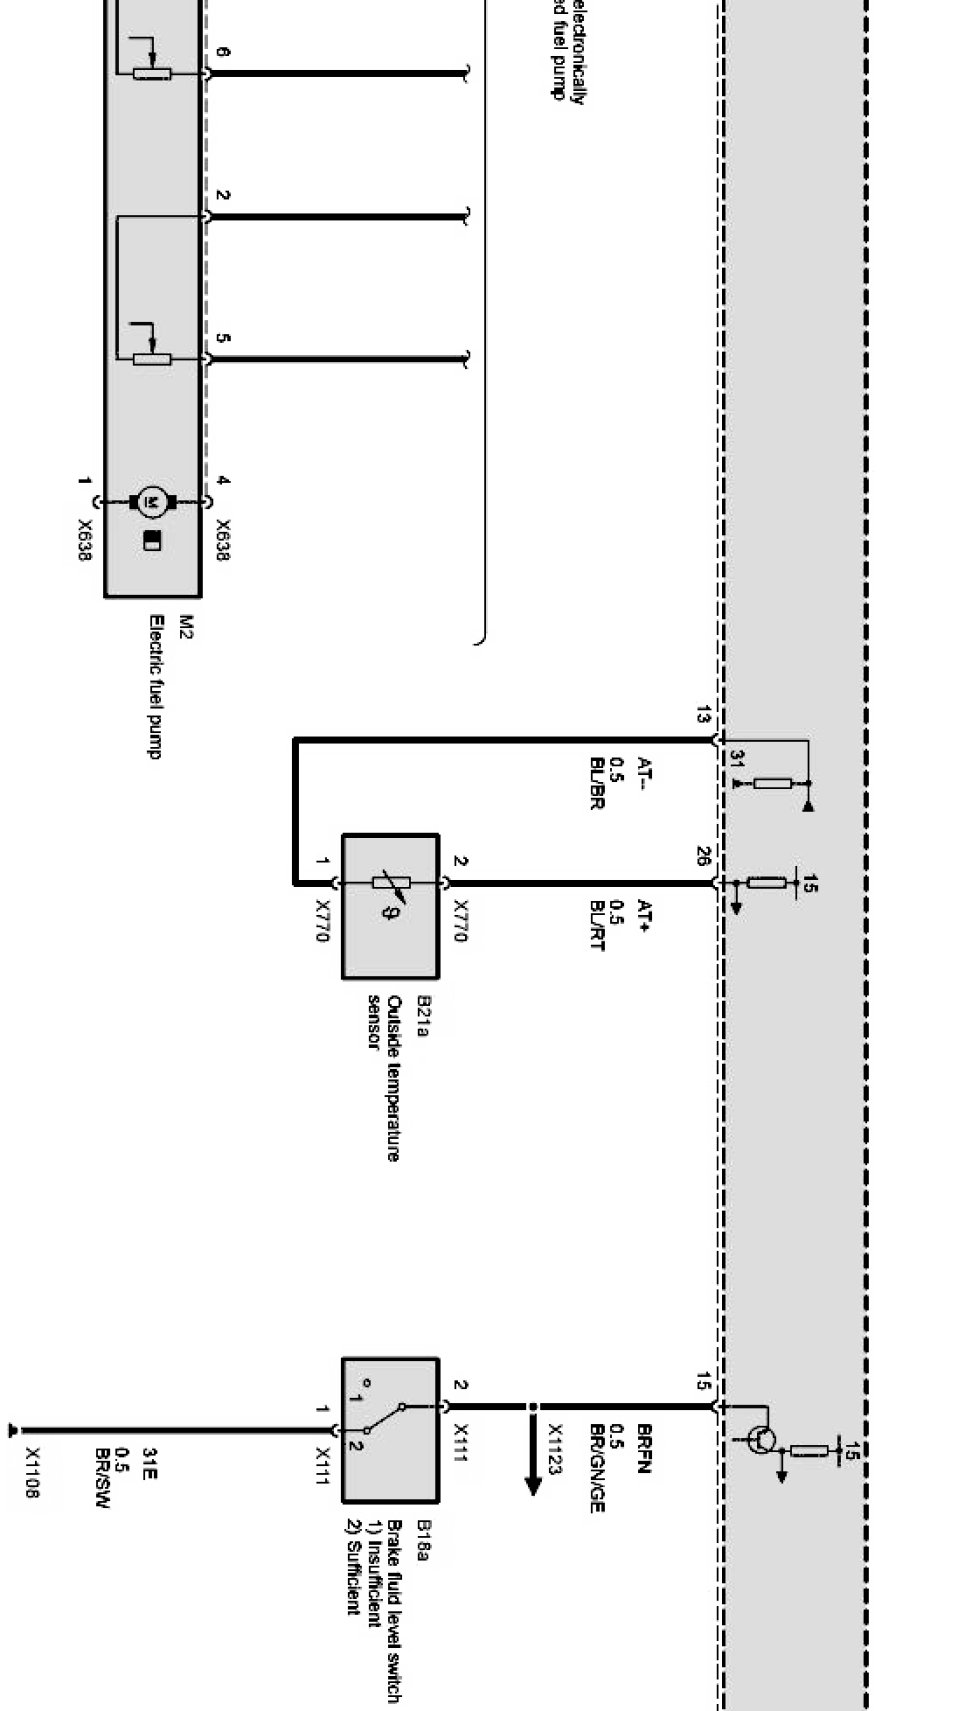 electronically
ed fuel pump
6
2
5
4
X638
1
X638
M
M2
Electric fuel pump
13
31
AT--
0.5
BL/BR
26
15
AT+
0.5
BL/RT
2
X770
1
X770
ϑ
B21a
Outside temperature
sensor
15
15
BRFN
0.5
BR/GN/GE
X1123
2
X111
1
2
1
X111
B18a
Brake fluid level switch
1) Insufficient
2) Sufficient
31E
0.5
BR/SW
X1108